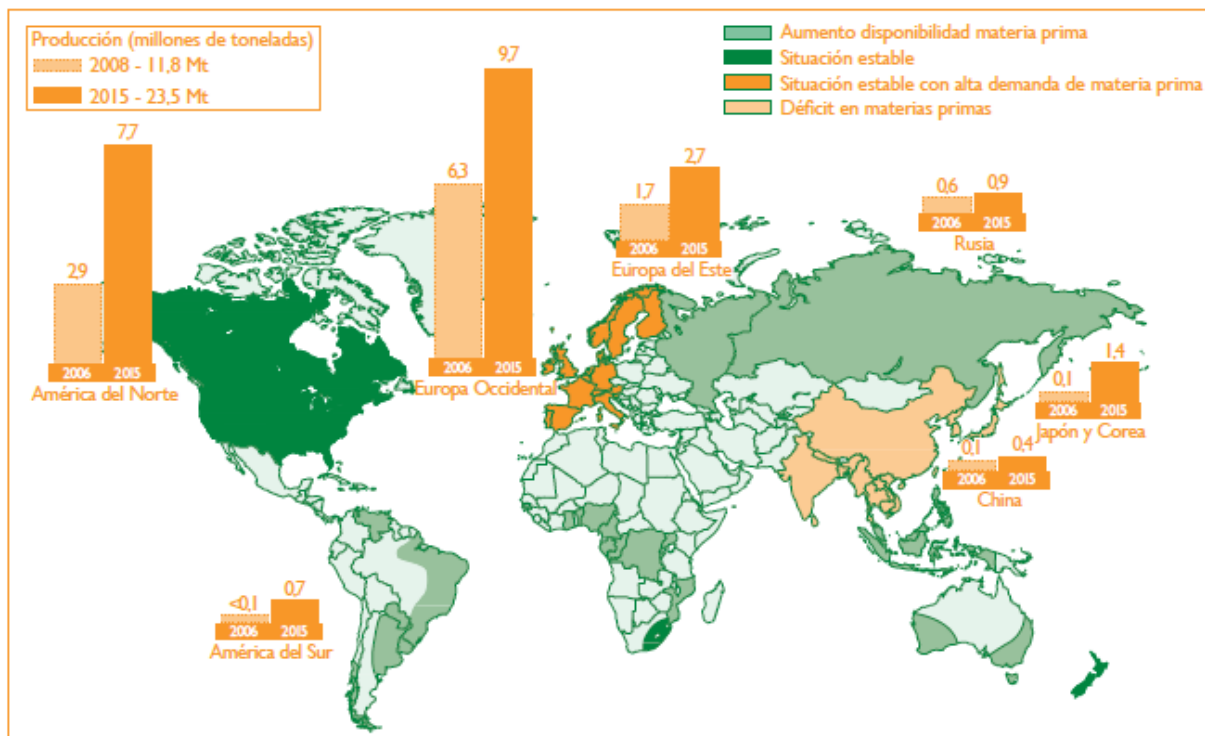 Producción (millones de toneladas)
2008 - 11,8 Mt
2015 - 23,5 Mt
Aumento disponibilidad materia prima
Situación estable
Situación estable con alta demanda de materia prima
Déficit en materias primas
2,9
7,7
2006 2015
América del Norte
6,3
9,7
2006 2015
Europa Occidental
1,7
2,7
2006 2015
Europa del Este
0,6
0,9
2006 2015
Rusia
0,1
1,4
2006 2015
Japón y Corea
0,1
0,4
2006 2015
China
<0,1
0,7
2006 2015
América del Sur